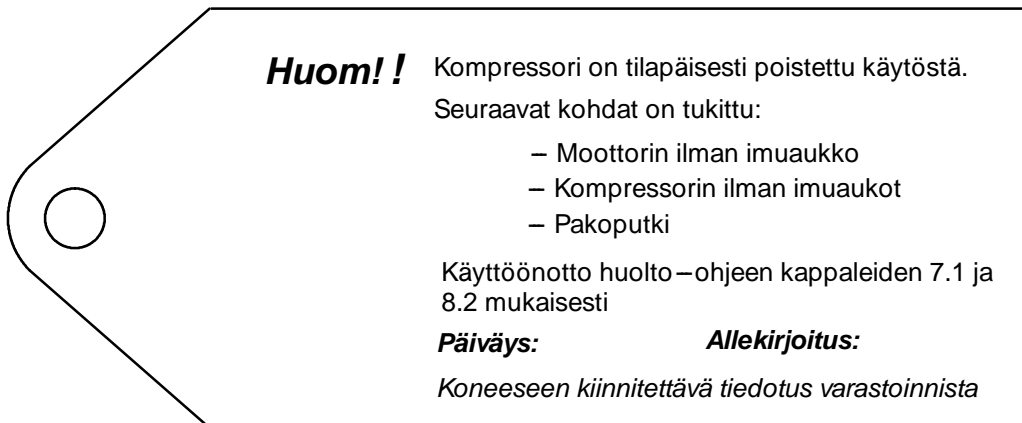 Huom! ! Kompressori on tilapäisesti poistettu käytöstä.
Seuraavat kohdat on tukittu:
– Moottorin ilman imuaukko
– Kompressorin ilman imuaukot
– Pakoputki
Käyttöönotto huolto–ohjeen kappaleiden 7.1 ja
8.2 mukaisesti
Päiväys: Allekirjoitus:
Koneeseen kiinnitettävä tiedotus varastoinnista